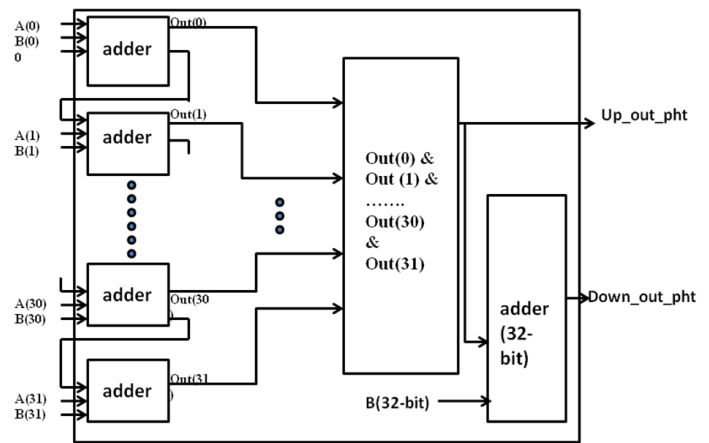 A(0)
B(0)
0
adder
Out(0)
A(1)
B(1)
adder
Out(1)
A(30)
B(30)
adder
Out(30
)
A(31)
B(31)
adder
Out(31
)
Out(0) &
Out (1) &
.......
Out(30)
&
Out(31)
B(32-bit)
adder
(32-
bit)
Up_out_pht
Down_out_pht